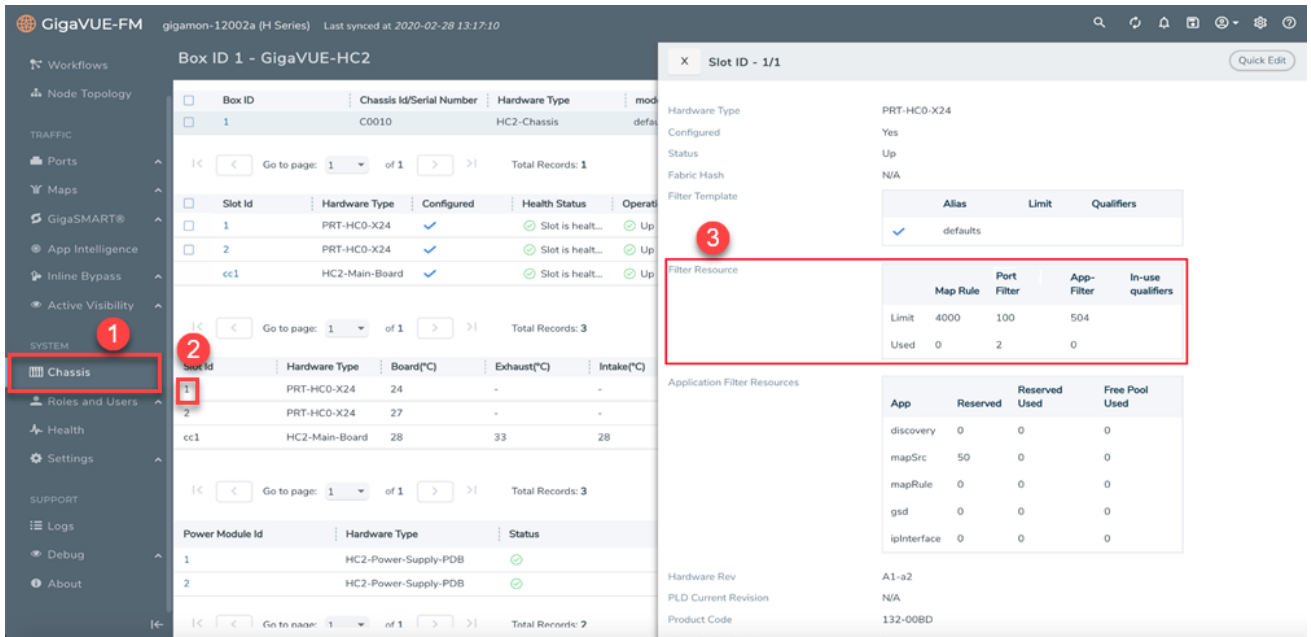 GigaVUE-FM gigamon-12002a (H Series) Last synced at 2020-02-28 13:17:10
Workflows
Node Topology
TRAFFIC
Ports
Maps
GigaSMART®
App Intelligence
Inline Bypass
Active Visibility
1
SYSTEM
Chassis
Roles and Users
Health
Settings
SUPPORT
Logs
Debug
About
Box ID 1 - GigaVUE-HC2
Box ID Chassis Id/Serial Number Hardware Type mod
1 C0010 HC2-Chassis defau
Go to page: 1 of 1 Total Records: 1
Slot Id Hardware Type Configured Health Status Operati
1 PRT-HC0-X24 Slot is healt... Up
2 PRT-HC0-X24 Slot is healt... Up
cc1 HC2-Main-Board Slot is healt... Up
Go to page: 1 of 1 Total Records: 3
2
Slot Id Hardware Type Board(°C) Exhaust(°C) Intake(°C)
1 PRT-HC0-X24 24 - -
2 PRT-HC0-X24 27 - -
cc1 HC2-Main-Board 28 33 28
Go to page: 1 of 1 Total Records: 3
Power Module Id Hardware Type Status
1 HC2-Power-Supply-PDB
2 HC2-Power-Supply-PDB
Go to page: 1 of 1 Total Records: 2
X Slot ID - 1/1 Quick Edit
Hardware Type PRT-HC0-X24
Configured Yes
Status Up
Fabric Hash N/A
Filter Template
Alias Limit Qualifiers
defaults
3
Filter Resource
Map Rule Port Filter App-Filter In-use qualifiers
Limit 4000 100 504
Used 0 2 0
Application Filter Resources
App Reserved Reserved Used Free Pool Used
discovery 0 0 0
mapSrc 50 0 0
mapRule 0 0 0
gsd 0 0 0
ipInterface 0 0 0
Hardware Rev A1-a2
PLD Current Revision N/A
Product Code 132-00BD